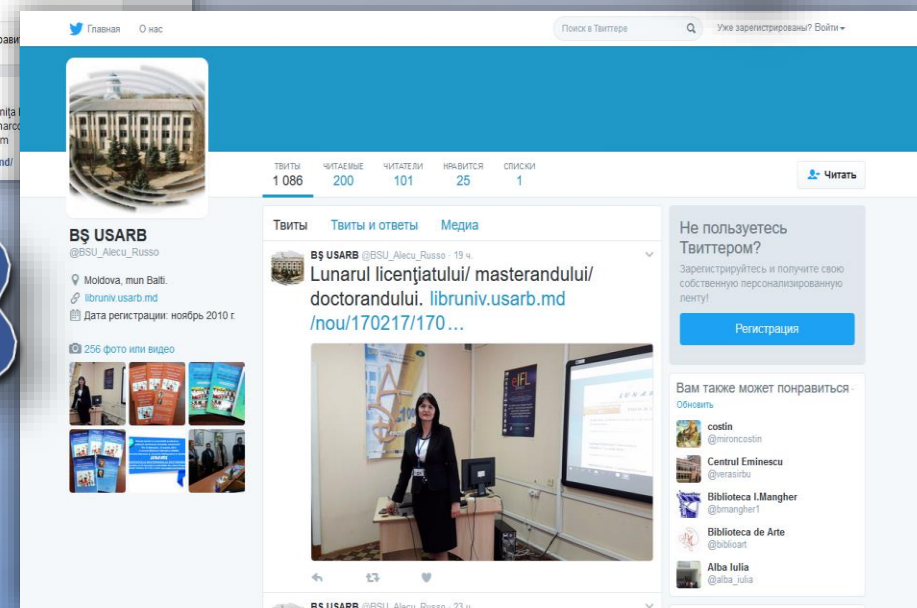 Главная О нас
Поиск в Твиттере
Уже зарегистрированы? Войти
ТВИТЫ ЧИТАЕМЫЕ ЧИТАТЕЛИ НРАВИТСЯ СПИСКИ
1 086 200 101 25 1
Читать
BŞ USARB
@BSU_Alecu_Russo
Moldova, mun Balti.
libruniv.usarb.md
Дата регистрации: ноябрь 2010 г.
256 фото или видео
Твиты Твиты и ответы Медиа
BŞ USARB @BSU_Alecu_Russo · 19 ч.
Lunarul licenţiatului/ masterandului/
doctorandului. libruniv.usarb.md
/nou/170217/170…
eIFL
BŞ USARB @BSU_Alecu_Russo · 23 ч.
Не пользуетесь
Твиттером?
Зарегистрируйтесь и получите свою
собственную персонализированную
ленту!
Регистрация
Вам также может понравиться ·
Обновить
costin
@mironcostin
Centrul Eminescu
@verasirbu
Biblioteca I.Mangher
@bmangher1
Biblioteca de Arte
@biblioart
Alba Iulia
@alba_iulia